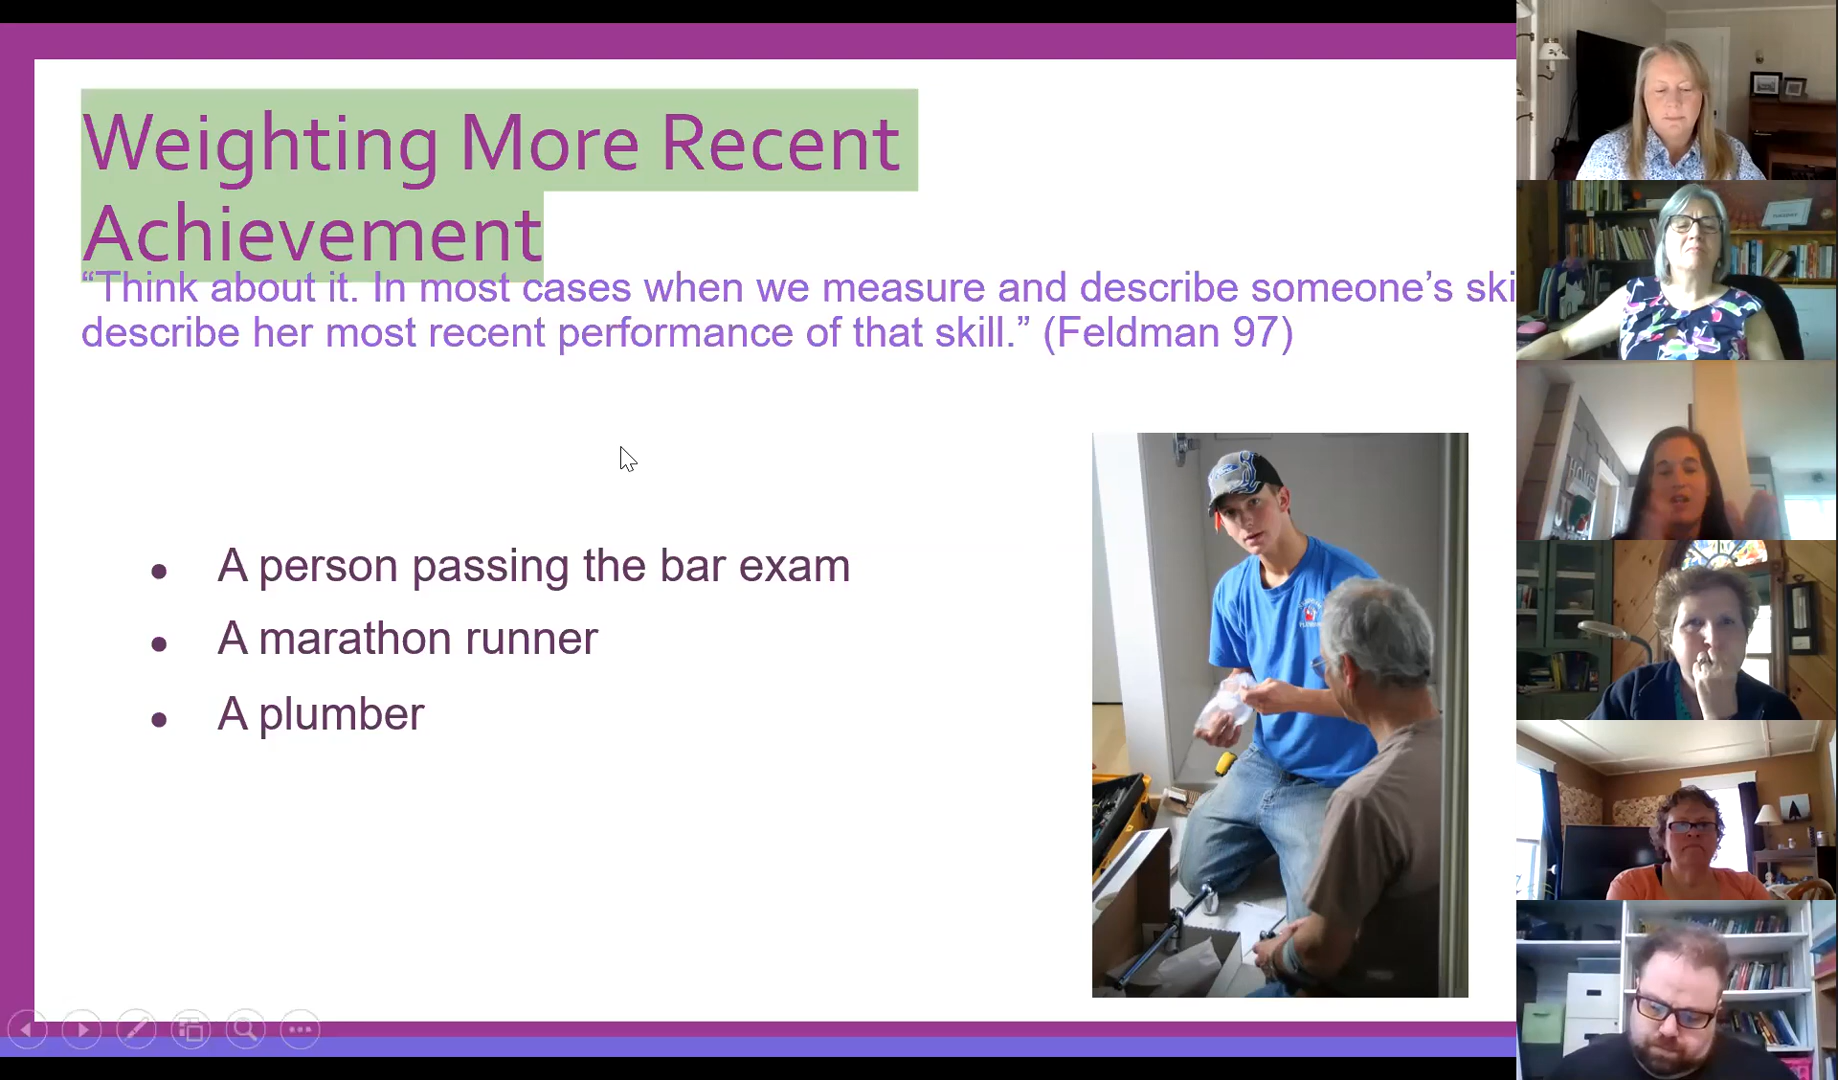 Weighting More Recent
Achievement
“Think about it. In most cases when we measure and describe someone’s ski
describe her most recent performance of that skill.” (Feldman 97)
● A person passing the bar exam
● A marathon runner
● A plumber
HOME